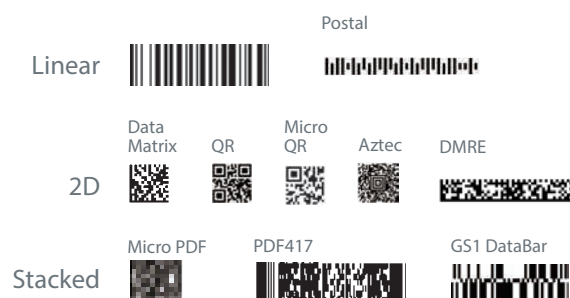 Postal
Linear
Data
Matrix
QR
Micro
QR
Aztec
DMRE
2D
Micro PDF
PDF417
GS1 DataBar
Stacked